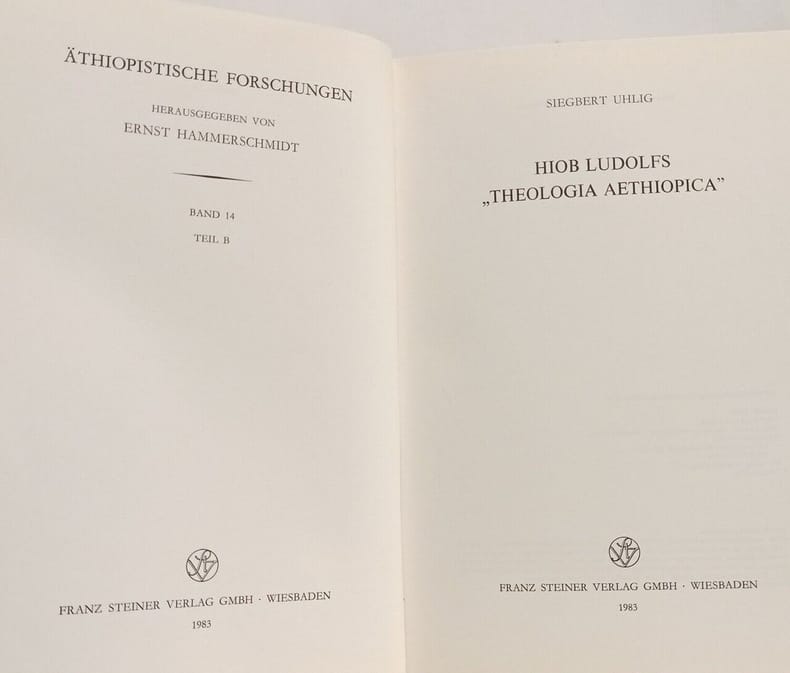 ÄTHIOPISTISCHE FORSCHUNGEN
HERAUSGEGEBEN VON
ERNST HAMMERSCHMIDT
BAND 14
TEIL B
FRANZ STEINER VERLAG GMBH · WIESBADEN
1983
SIEGBERT UHLIG
HIOB LUDOLFS
„THEOLOGIA AETHIOPICA”
FRANZ STEINER VERLAG GMBH · WIESBADEN
1983